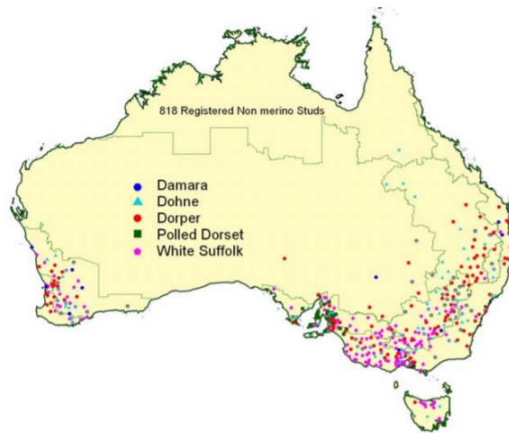 818 Registered Non merino Studs
Damara
Dohne
Dorper
Polled Dorset
White Suffolk